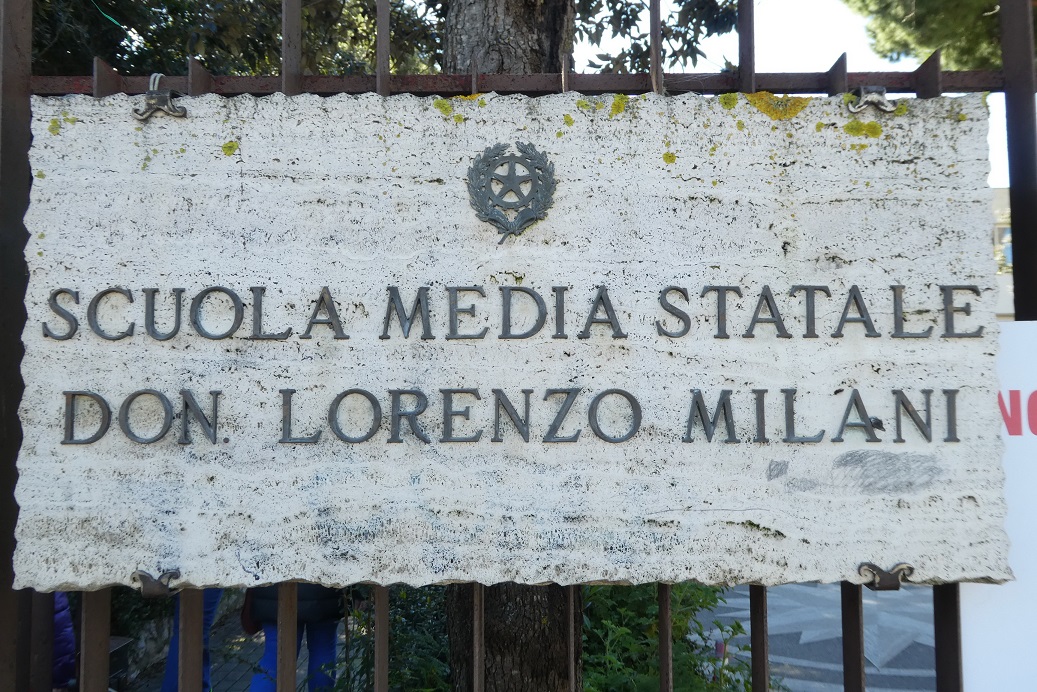 SCUOLA MEDIA STATALE
DON. LORENZO MILANI